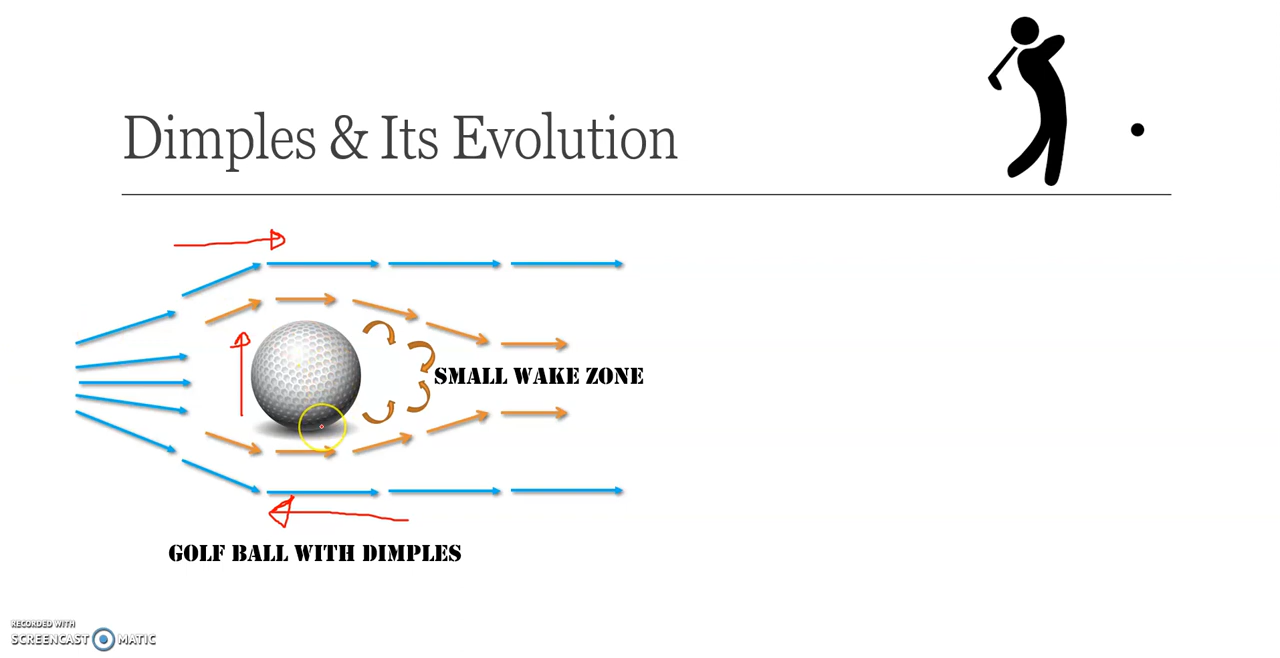 Dimples & Its Evolution
SMALL WAKE ZONE
GOLF BALL WITH DIMPLES
RECORDED WITH
SCREENCAST MATIC